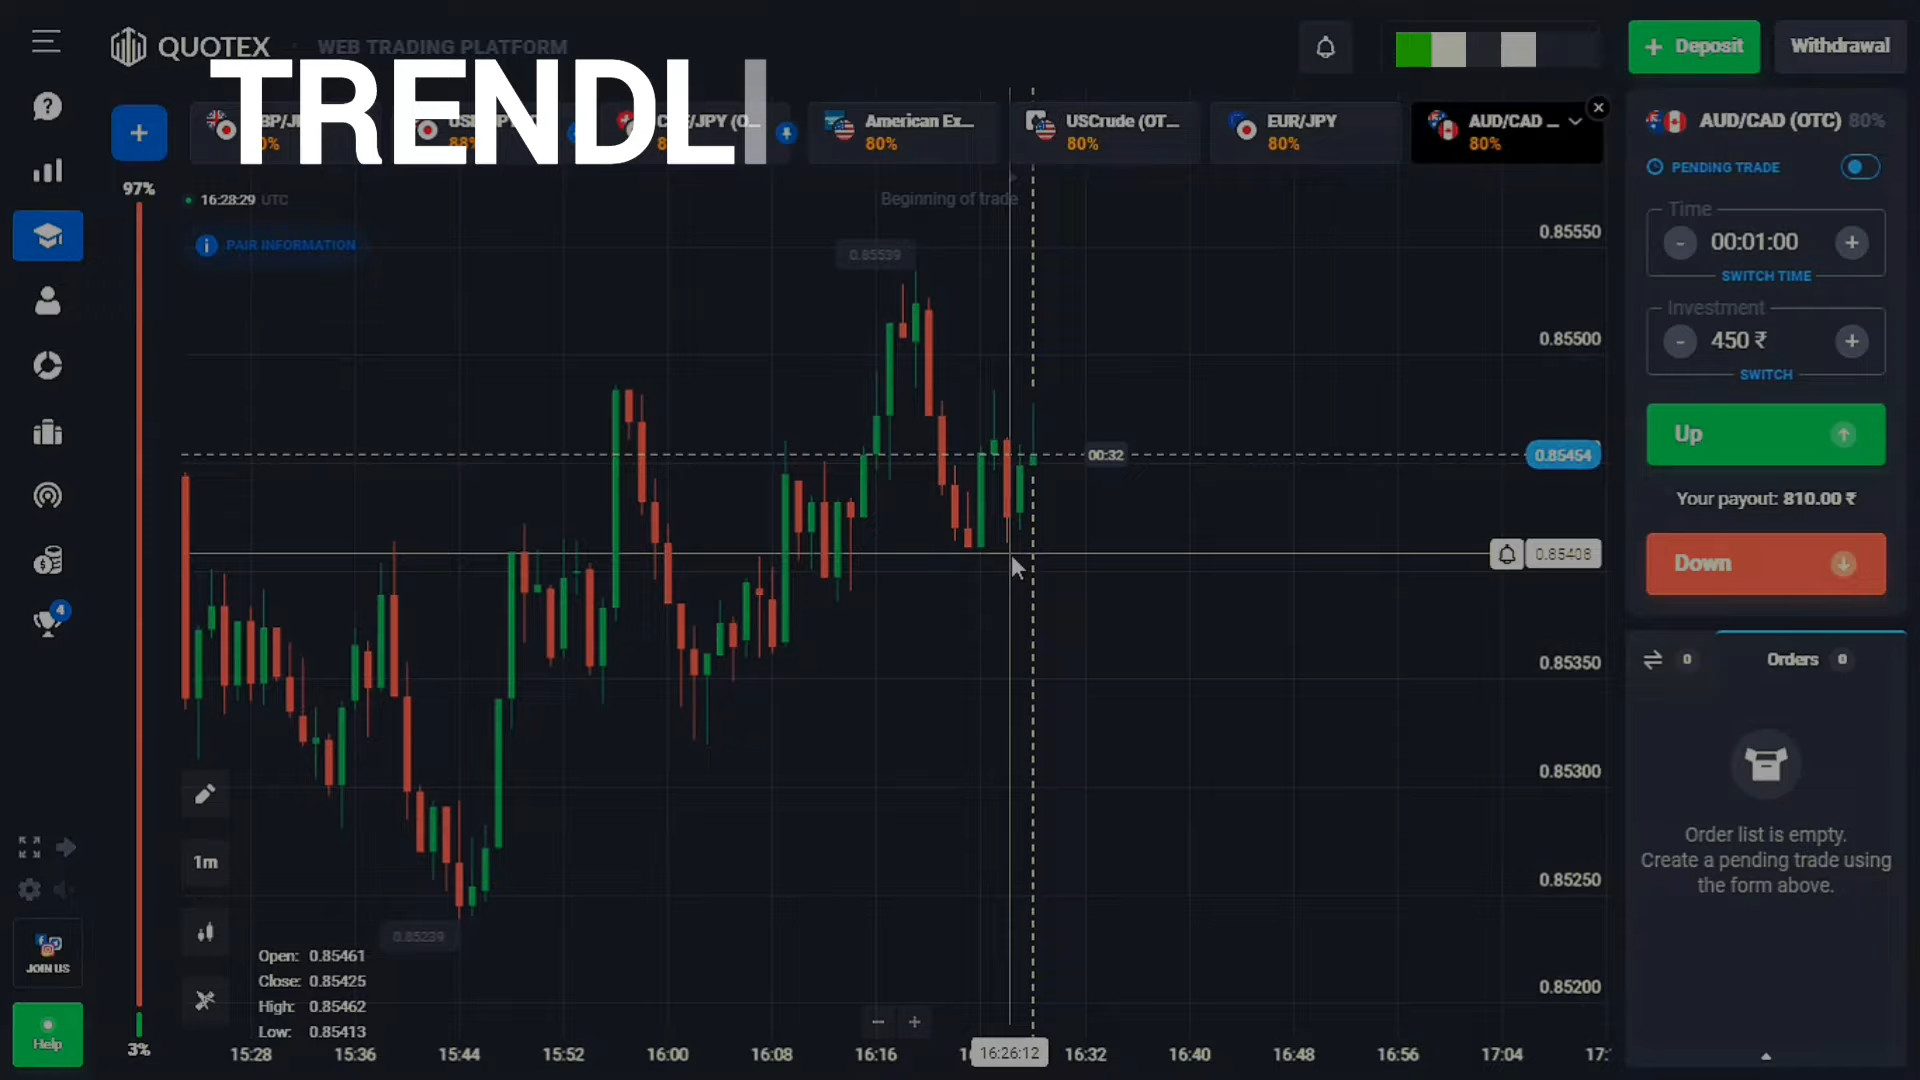 QUOTEX
WEB TRADING PLATFORM
TRENDLI
Deposit
Withdrawal
American Ex...
80%
USCrude (OT...
80%
EUR/JPY
80%
AUD/CAD ...
80%
AUD/CAD (OTC) 80%
PENDING TRADE
97%
16:28:29 UTC
Beginning of trade
PAIR INFORMATION
Time
00:01:00
SWITCH TIME
Investment
450 ₹
SWITCH
Up
Your payout: 810.00 ₹
Down
0.85539
0.85550
0.85500
00:32
0.85454
0.85408
0.85350
0.85300
0.85250
0.85200
0.85239
4
0
Orders 0
Order list is empty.
Create a pending trade using
the form above.
1m
JOIN US
Help
3%
Open: 0.85461
Close: 0.85425
High: 0.85462
Low: 0.85413
15:28 15:36 15:44 15:52 16:00 16:08 16:16 16:26:12 16:32 16:40 16:48 16:56 17:04 17: